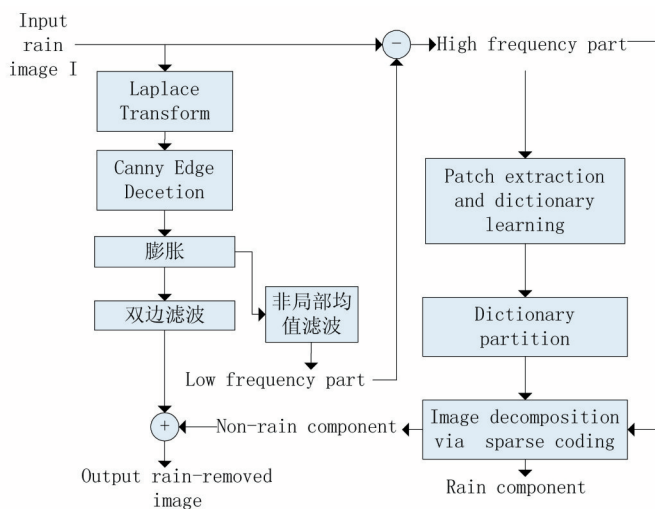 Input
rain
image I
-
High frequency part
Laplace
Transform
Canny Edge
Decetion
膨胀
双边滤波
非局部均
值滤波
Low frequency part
Patch extraction
and dictionary
learning
Dictionary
partition
Image decomposition
via sparse coding
Non-rain component
+
Output rain-removed
image
Rain component